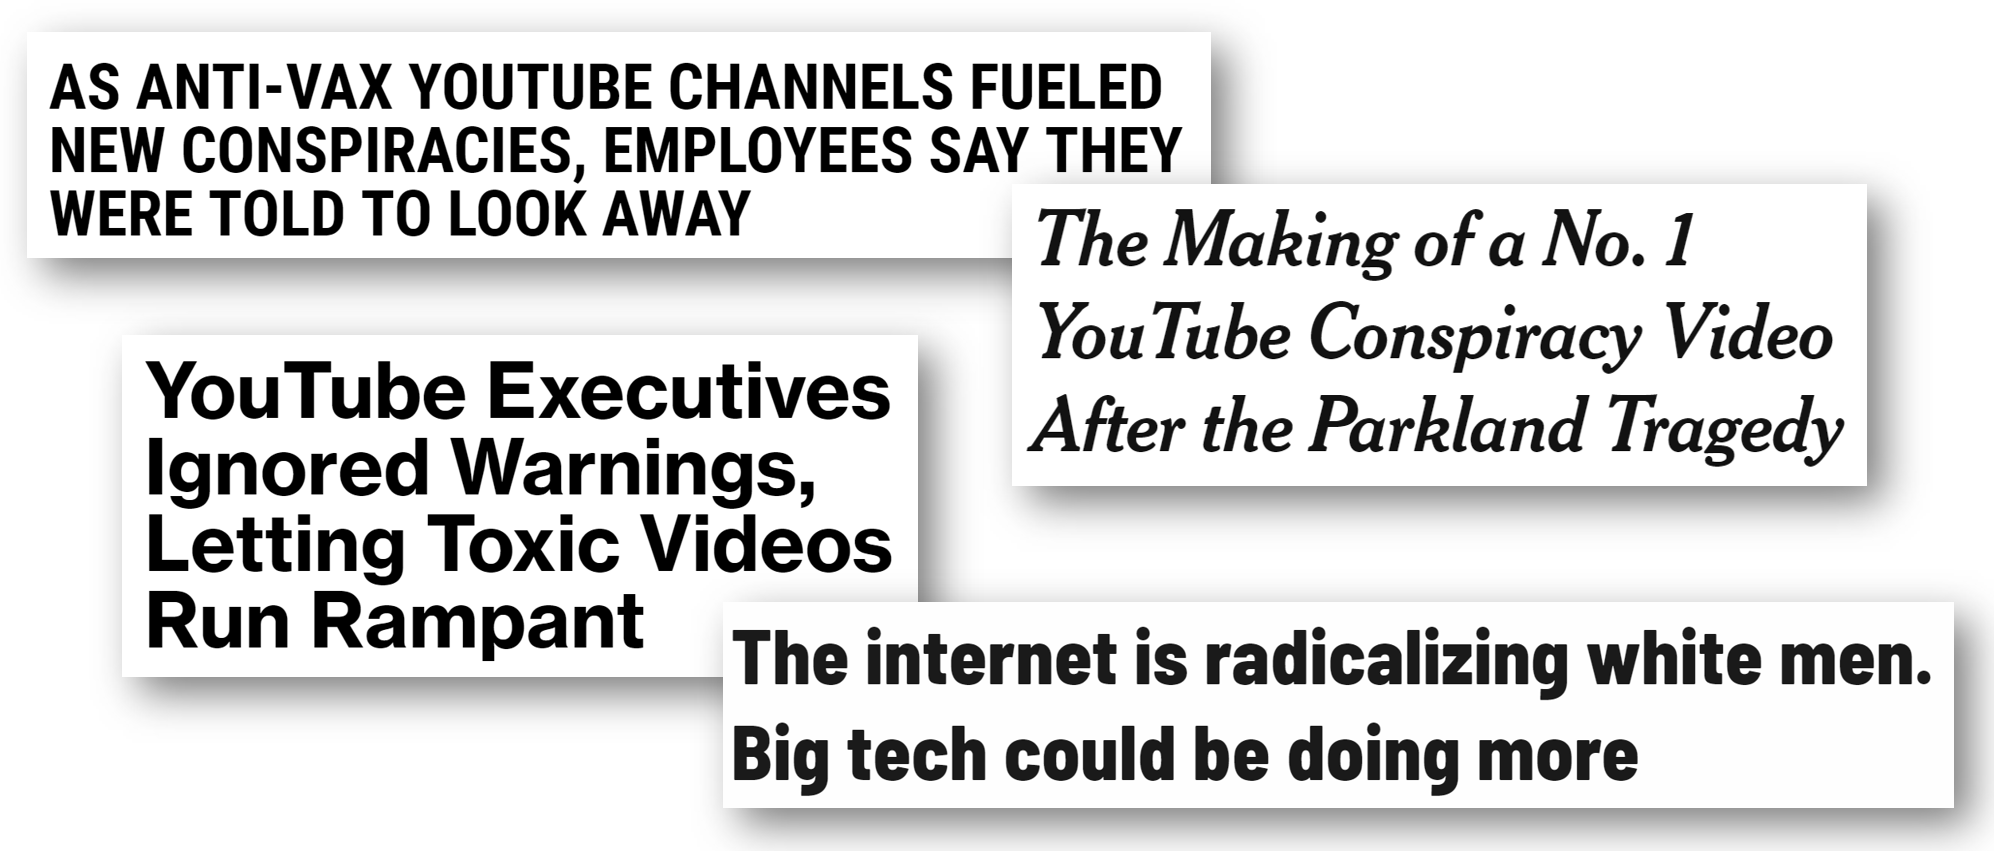 AS ANTI-VAX YOUTUBE CHANNELS FUELED
NEW CONSPIRACIES, EMPLOYEES SAY THEY
WERE TOLD TO LOOK AWAY
The Making of a No. 1
YouTube Conspiracy Video
After the Parkland Tragedy
YouTube Executives
Ignored Warnings,
Letting Toxic Videos
Run Rampant
The internet is radicalizing white men.
Big tech could be doing more